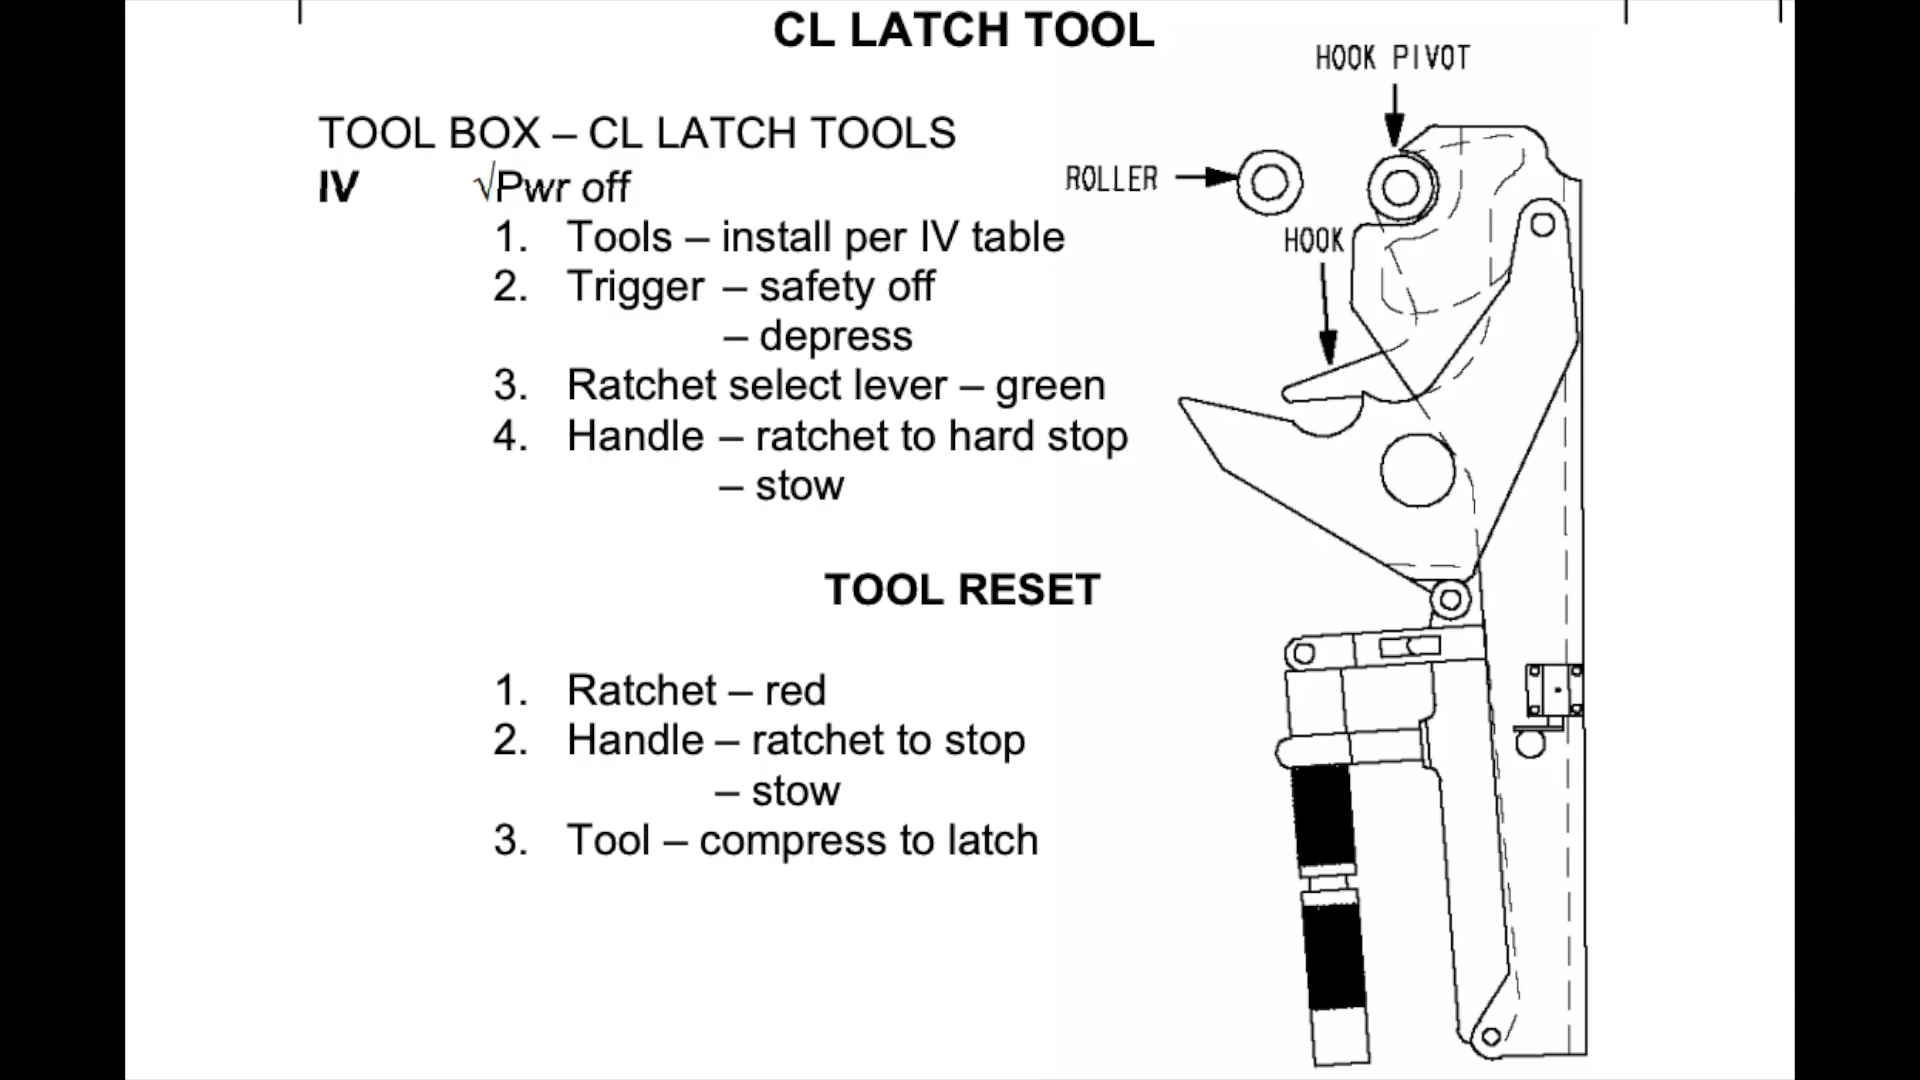 CL LATCH TOOL
HOOK PIVOT
TOOL BOX – CL LATCH TOOLS
ROLLER
IV √Pwr off
1. Tools – install per IV table
HOOK
2. Trigger – safety off
– depress
3. Ratchet select lever – green
4. Handle – ratchet to hard stop
– stow
TOOL RESET
1. Ratchet – red
2. Handle – ratchet to stop
– stow
3. Tool – compress to latch